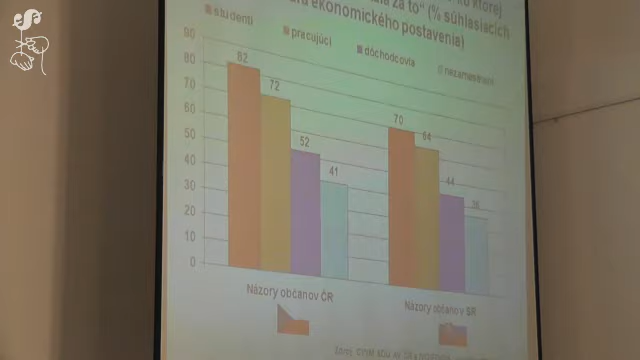 ktorej
za to“ (% súhlasiacich
ekonomického postavenia)
študenti
pracujúci
dôchodcovia
nezamestnaní
90
80
70
60
50
40
30
20
10
0
82
72
52
41
70
64
44
36
Názory občanov ČR
Názory občanov SR